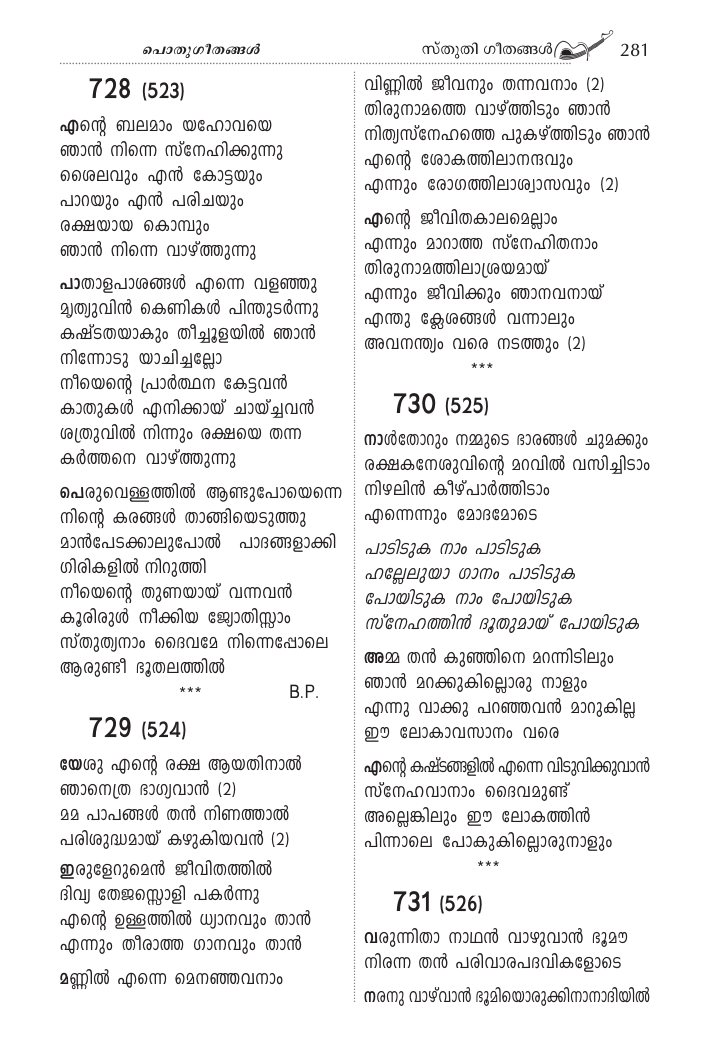 പൊതുഗീതങ്ങൾ
സ്തുതി ഗീതങ്ങൾ 281
728 (523)
എന്റെ ബലമാം യഹോവയെ
ഞാൻ നിന്നെ സ്നേഹിക്കുന്നു
ശൈലവും എൻ കോട്ടയും
പാറയും എൻ പരിചയും
രക്ഷയായ കൊമ്പും
ഞാൻ നിന്നെ വാഴ്ത്തുന്നു
പാതാളപാശങ്ങൾ എന്നെ വളഞ്ഞു
മൃത്യുവിൻ കെണികൾ പിന്തുടർന്നു
കഷ്ടതയാകും തീച്ചൂളയിൽ ഞാൻ
നിന്നോടു യാചിച്ചല്ലോ
നീയെന്റെ പ്രാർത്ഥന കേട്ടവൻ
കാതുകൾ എനിക്കായ് ചായ്ച്ചവൻ
ശത്രുവിൽ നിന്നും രക്ഷയെ തന്ന
കർത്തനെ വാഴ്ത്തുന്നു
പെരുവെള്ളത്തിൽ ആണ്ടുപോയെന്നെ
നിന്റെ കരങ്ങൾ താങ്ങിയെടുത്തു
മാൻപേടക്കാലുപോൽ പാദങ്ങളാക്കി
ഗിരികളിൽ നിറുത്തി
നീയെന്റെ തുണയായ് വന്നവൻ
കൂരിരുൾ നീക്കിയ ജ്യോതിസ്സാം
സ്തുത്യനാം ദൈവമേ നിന്നെപ്പോലെ
ആരുണ്ടീ ഭൂതലത്തിൽ
*** B.P.
729 (524)
യേശു എന്റെ രക്ഷ ആയതിനാൽ
ഞാനെത്ര ഭാഗ്യവാൻ (2)
മമ പാപങ്ങൾ തൻ നിണത്താൽ
പരിശുദ്ധമായ് കഴുകിയവൻ (2)
ഇരുളേറുമെൻ ജീവിതത്തിൽ
ദിവ്യ തേജസ്സൊളി പകർന്നു
എന്റെ ഉള്ളത്തിൽ ധ്യാനവും താൻ
എന്നും തീരാത്ത ഗാനവും താൻ
മണ്ണിൽ എന്നെ മെനഞ്ഞവനാം
വിണ്ണിൽ ജീവനും തന്നവനാം (2)
തിരുനാമത്തെ വാഴ്ത്തിടും ഞാൻ
നിത്യസ്നേഹത്തെ പുകഴ്ത്തിടും ഞാൻ
എന്റെ ശോകത്തിലാനന്ദവും
എന്നും രോഗത്തിലാശ്വാസവും (2)
എന്റെ ജീവിതകാലമെല്ലാം
എന്നും മാറാത്ത സ്നേഹിതനാം
തിരുനാമത്തിലാശ്രയമായ്
എന്നും ജീവിക്കും ഞാനവനായ്
എന്തു ക്ലേശങ്ങൾ വന്നാലും
അവനന്ത്യം വരെ നടത്തും (2)
***
730 (525)
നാൾതോറും നമ്മുടെ ഭാരങ്ങൾ ചുമക്കും
രക്ഷകനേശുവിന്റെ മറവിൽ വസിച്ചിടാം
നിഴലിൻ കീഴ്പാർത്തിടാം
എന്നെന്നും മോദമോടെ
പാടിടുക നാം പാടിടുക
ഹല്ലേലുയാ ഗാനം പാടിടുക
പോയിടുക നാം പോയിടുക
സ്നേഹത്തിൻ ദൂതുമായ് പോയിടുക
അമ്മ തൻ കുഞ്ഞിനെ മറന്നിടിലും
ഞാൻ മറക്കുകില്ലൊരു നാളും
എന്നു വാക്കു പറഞ്ഞവൻ മാറുകില്ല
ഈ ലോകാവസാനം വരെ
എന്റെ കഷ്ടങ്ങളിൽ എന്നെ വിടുവിക്കുവാൻ
സ്നേഹവാനാം ദൈവമുണ്ട്
അല്ലെങ്കിലും ഈ ലോകത്തിൻ
പിന്നാലെ പോകുകില്ലൊരുനാളും
***
731 (526)
വരുന്നിതാ നാഥൻ വാഴുവാൻ ഭൂമൗ
നിരന്ന തൻ പരിവാരപദവികളോടെ
നരനു വാഴ്‌വാൻ ഭൂമിയൊരുക്കിനാനാദിയിൽ